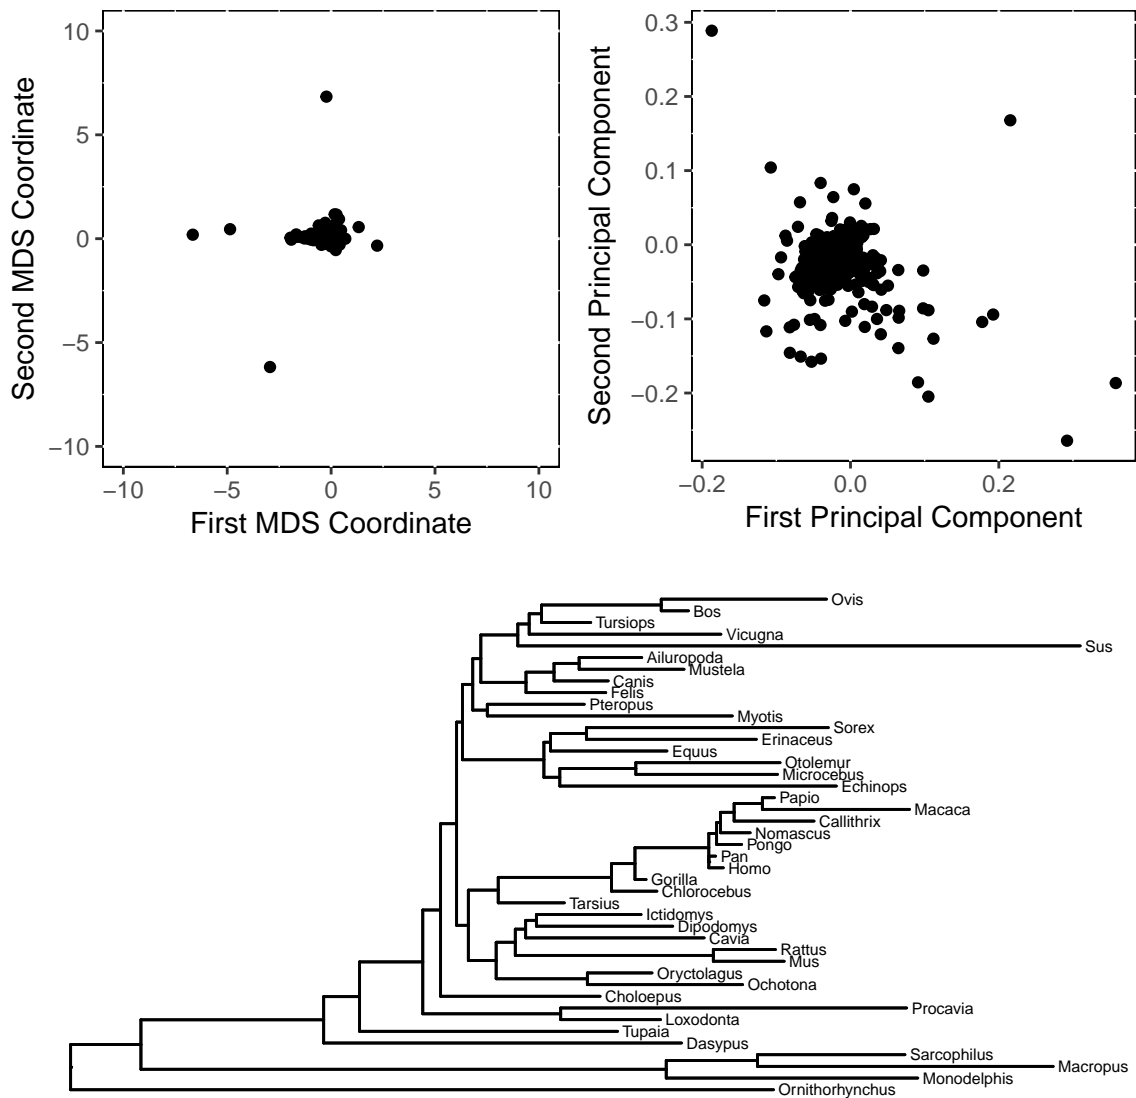 10
5
0
−5
−10
Second MDS Coordinate
−10
−5
0
5
10
First MDS Coordinate
0.3
0.2
0.1
0.0
−0.1
−0.2
Second Principal Component
−0.2
0.0
0.2
First Principal Component
Ovis
Bos
Tursiops
Vicugna
Sus
Ailuropoda
Mustela
Canis
Felis
Pteropus
Myotis
Sorex
Erinaceus
Equus
Otolemur
Microcebus
Echinops
Papio
Macaca
Callithrix
Nomascus
Pongo
Pan
Homo
Gorilla
Chlorocebus
Tarsius
Ictidomys
Dipodomys
Cavia
Rattus
Mus
Oryctolagus
Ochotona
Choloepus
Procavia
Loxodonta
Tupaia
Dasypus
Sarcophilus
Macropus
Monodelphis
Ornithorhynchus